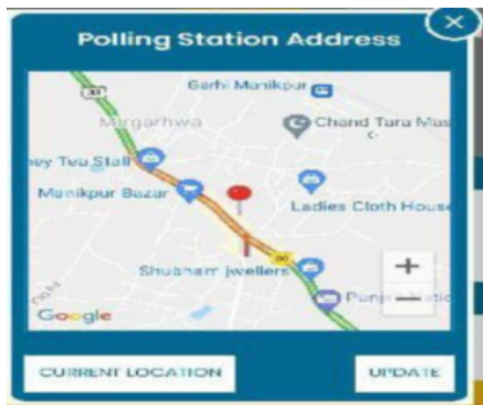 Polling Station Address
Garhi Manikpur
Mirgarhwa
Chand Tara Mas
ney Tea Stall
Manikpur Bazar
Ladies Cloth House
Shubham jwellers
Google
CURRENT LOCATION
UPDATE